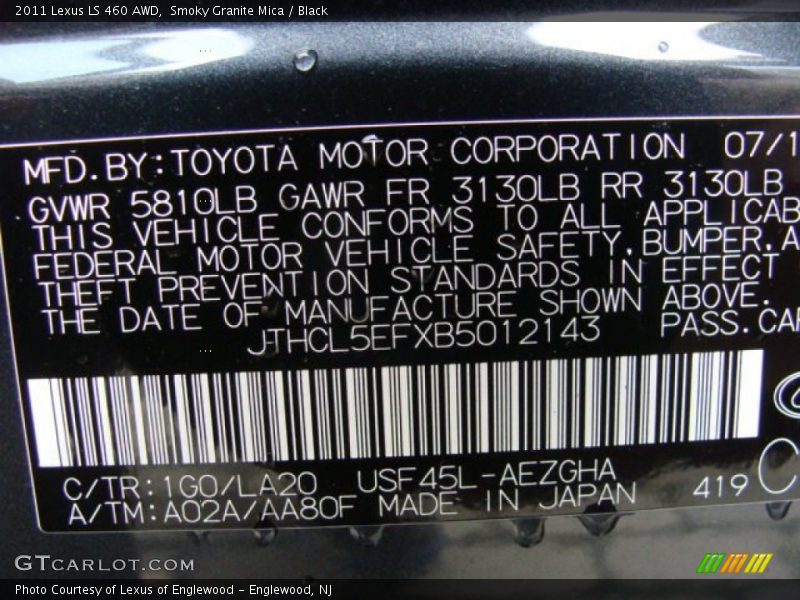 2011 Lexus LS 460 AWD, Smoky Granite Mica / Black
MFD.BY:TOYOTA MOTOR CORPORATION 07/1
GVWR 5810LB GAWR FR 3130LB RR 3130LB
THIS VEHICLE CONFORMS TO ALL APPLICAB
FEDERAL MOTOR VEHICLE SAFETY,BUMPER,A
THEFT PREVENTION STANDARDS IN EFFECT
THE DATE OF MANUFACTURE SHOWN ABOVE.
JTHCL5EFXB5012143 PASS.CAR
C/TR:1G0/LA20 USF45L-AEZGHA
A/TM:A02A/AA80F MADE IN JAPAN 419
GTCARLOT.COM
Photo Courtesy of Lexus of Englewood - Englewood, NJ